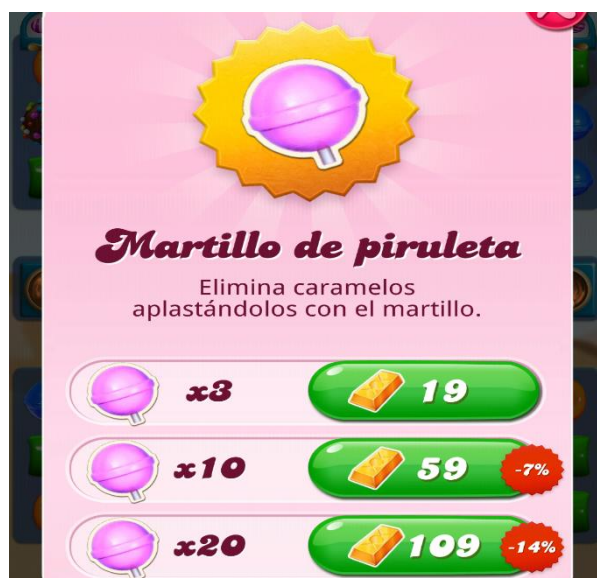 Martillo de piruleta
Elimina caramelos
aplastándolos con el martillo.
x3 19
x10 59 -7%
x20 109 -14%